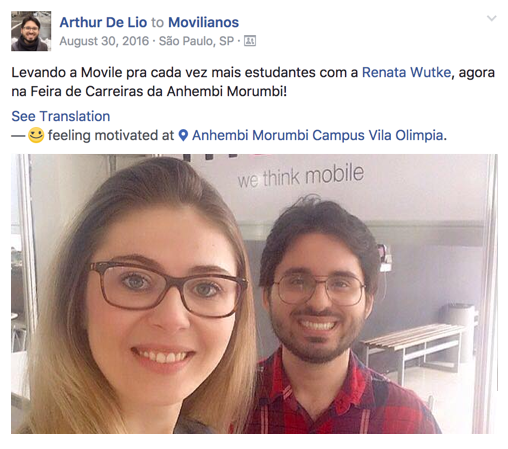 Arthur De Lio to Movilianos
August 30, 2016 · São Paulo, SP ·
Levando a Movile pra cada vez mais estudantes com a Renata Wutke, agora
na Feira de Carreiras da Anhembi Morumbi!
See Translation
— feeling motivated at Anhembi Morumbi Campus Vila Olimpia.
we think mobile